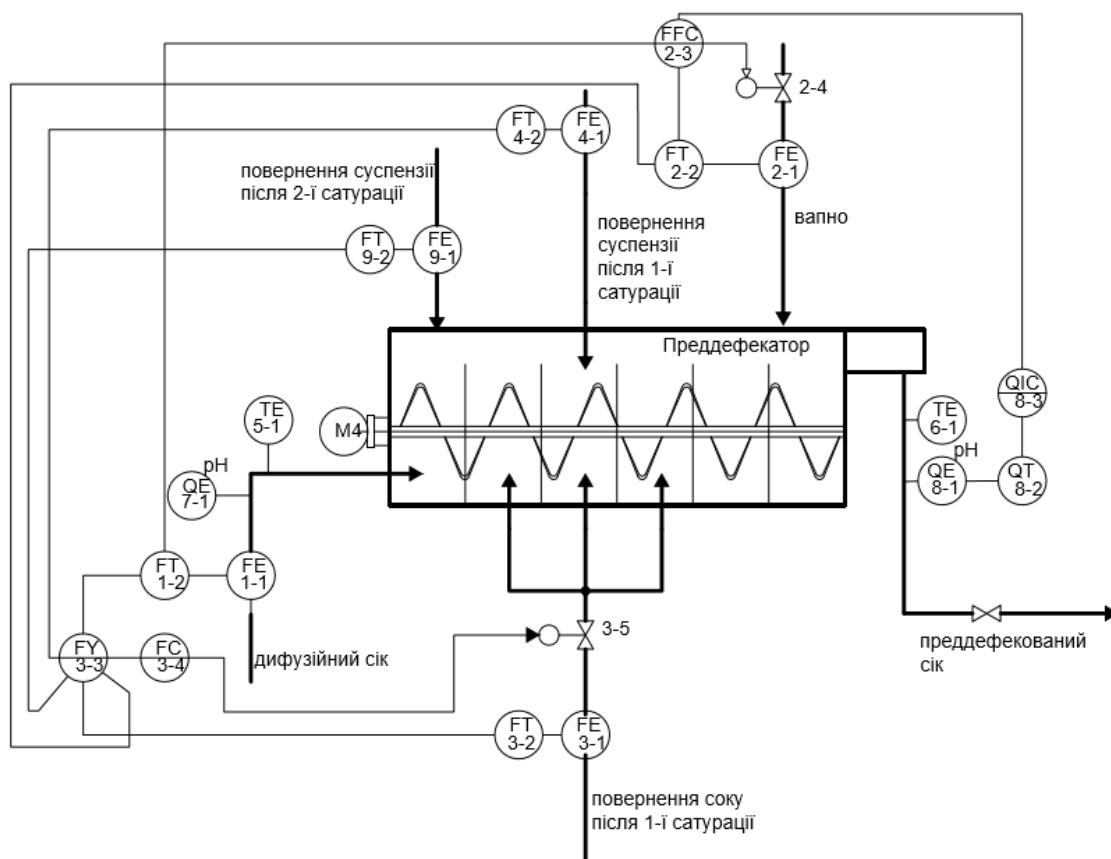 FFC
2-3
2-4
FT
4-2
FE
4-1
FT
2-2
FE
2-1
повернення суспензії
після 2-ї сатурації
вапно
повернення
суспензії
після 1-ї
сатурації
FT
9-2
FE
9-1
Преддефекатор
TE
5-1
M4
QIC
8-3
TE
6-1
pH
QE
7-1
pH
QE
8-1
QT
8-2
FT
1-2
FE
1-1
3-5
FY
3-3
FC
3-4
дифузійний сік
преддефекований
сік
FT
3-2
FE
3-1
повернення соку
після 1-ї сатурації